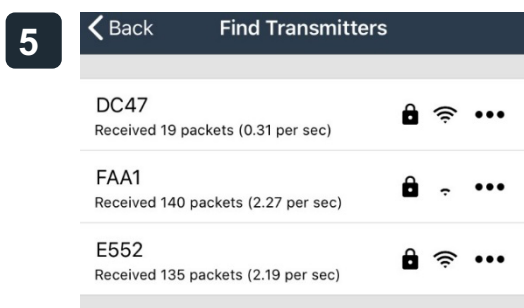 5
Back Find Transmitters
DC47
Received 19 packets (0.31 per sec)
FAA1
Received 140 packets (2.27 per sec)
E552
Received 135 packets (2.19 per sec)